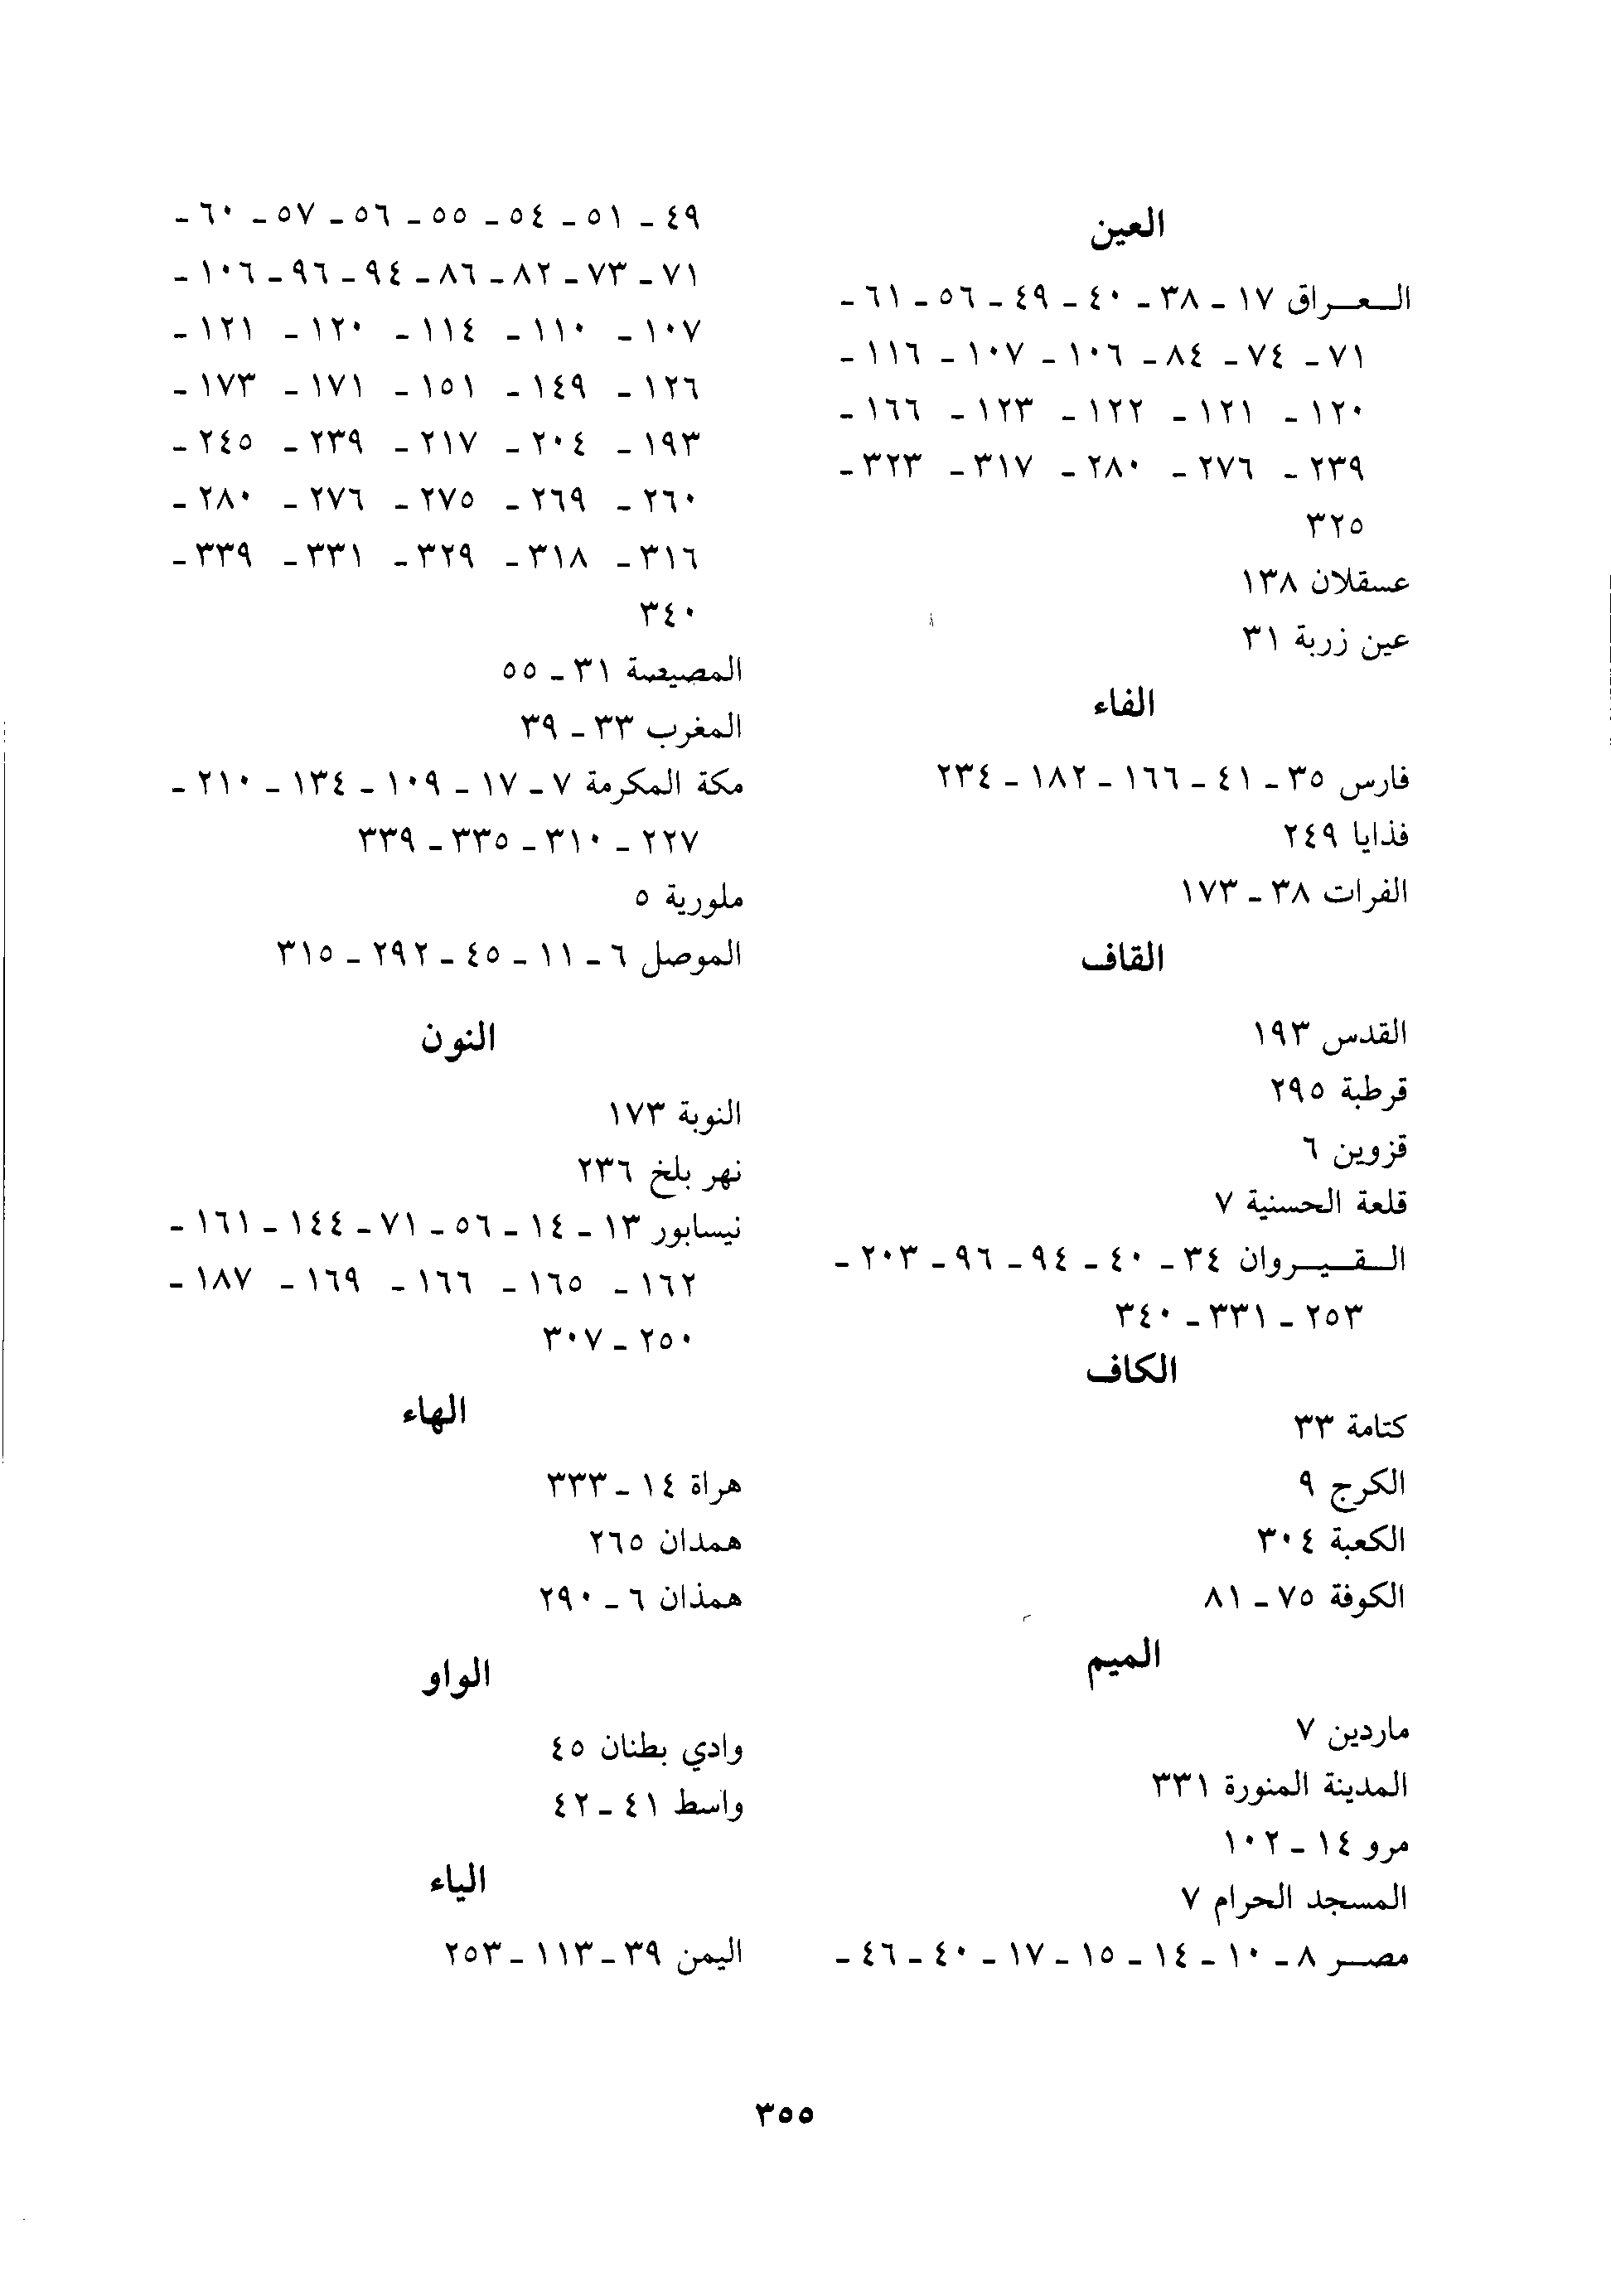 العين
العراق ١٧ - ٣٨ - ٤٠ - ٤٩ - ٥٦ - ٦١ -
٧١ - ٧٤ - ٨٤ - ١٠٦ - ١٠٧ - ١١٦ -
١٢٠ - ١٢١ - ١٢٢ - ١٢٣ - ١٦٦ -
٢٣٩ - ٢٧٦ - ٢٨٠ - ٣١٧ - ٣٢٣ -
٣٢٥
عسقلان ١٣٨
عين زربة ٣١
الفاء
فارس ٣٥ - ٤١ - ١٦٦ - ١٨٢ - ٢٣٤
فذايا ٢٤٩
الفرات ٣٨ - ١٧٣
القاف
القدس ١٩٣
قرطبة ٢٩٥
قزوين ٦
قلعة الحسنية ٧
القيروان ٣٤ - ٤٠ - ٩٤ - ٩٦ - ٢٠٣ -
٢٥٣ - ٣٣١ - ٣٤٠
الكاف
كتامة ٣٣
الكرج ٩
الكعبة ٣٠٤
الكوفة ٧٥ - ٨١
الميم
ماردين ٧
المدينة المنورة ٣٣١
مرو ١٤ - ١٠٢
المسجد الحرام ٧
مصر ٨ - ١٠ - ١٤ - ١٥ - ١٧ - ٤٠ - ٤٦ -
٤٩ - ٥١ - ٥٤ - ٥٥ - ٥٦ - ٥٧ - ٦٠ -
٧١ - ٧٣ - ٨٢ - ٨٦ - ٩٤ - ٩٦ - ١٠٦ -
١٠٧ - ١١٠ - ١١٤ - ١٢٠ - ١٢١ -
١٢٦ - ١٤٩ - ١٥١ - ١٧١ - ١٧٣ -
١٩٣ - ٢٠٤ - ٢١٧ - ٢٣٩ - ٢٤٥ -
٢٦٠ - ٢٦٩ - ٢٧٥ - ٢٧٦ - ٢٨٠ -
٣١٦ - ٣١٨ - ٣٢٩ - ٣٣١ - ٣٣٩ -
٣٤٠
المصيصة ٣١ - ٥٥
المغرب ٣٣ - ٣٩
مكة المكرمة ٧ - ١٧ - ١٠٩ - ١٣٤ - ٢١٠ -
٢٢٧ - ٣١٠ - ٣٣٥ - ٣٣٩
ملورية ٥
الموصل ٦ - ١١ - ٤٥ - ٢٩٢ - ٣١٥
النون
النوبة ١٧٣
نهر بلخ ٢٣٦
نيسابور ١٣ - ١٤ - ٥٦ - ٧١ - ١٤٤ - ١٦١ -
١٦٢ - ١٦٥ - ١٦٦ - ١٦٩ - ١٨٧ -
٢٥٠ - ٣٠٧
الهاء
هراة ١٤ - ٣٣٣
همدان ٢٦٥
همذان ٦ - ٢٩٠
الواو
وادي بطنان ٤٥
واسط ٤١ - ٤٢
الياء
اليمن ٣٩ - ١١٣ - ٢٥٣
٣٥٥